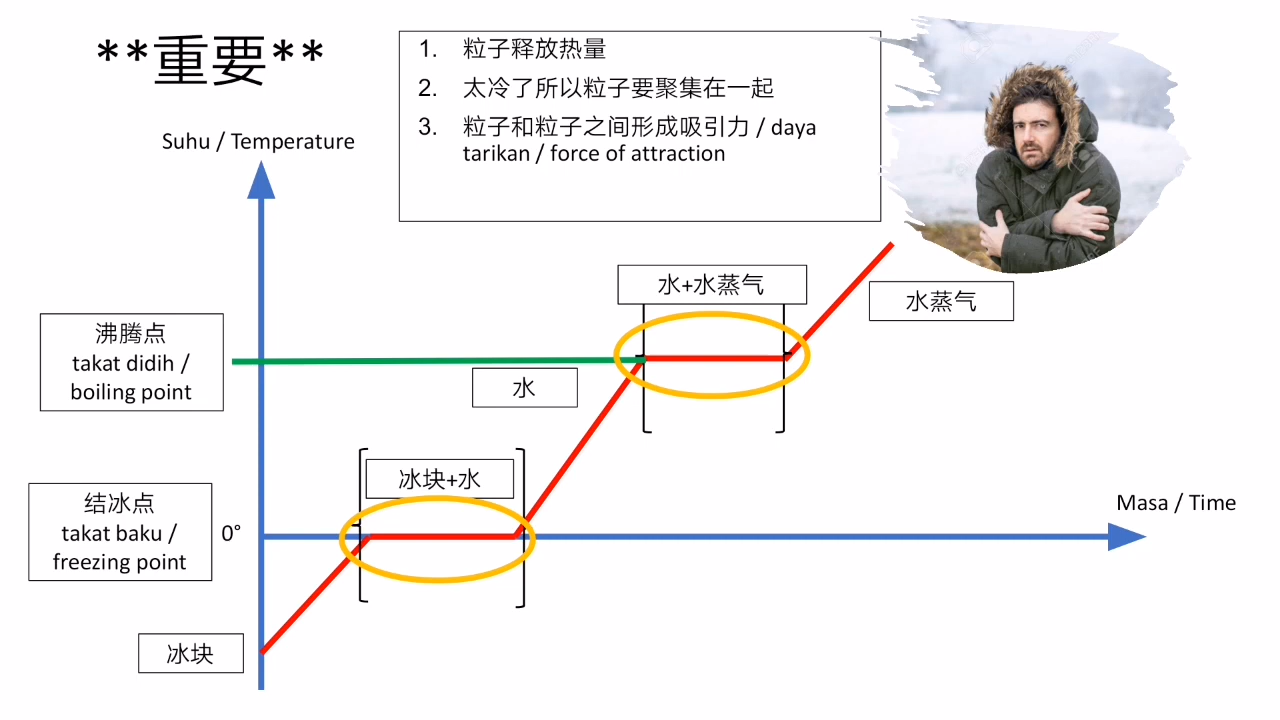 **重要**
1. 粒子释放热量
2. 太冷了所以粒子要聚集在一起
3. 粒子和粒子之间形成吸引力 / daya
tarikan / force of attraction
Suhu / Temperature
水+水蒸气
水蒸气
沸腾点
takat didih /
boiling point
水
冰块+水
结冰点
takat baku /
freezing point
0°
Masa / Time
冰块